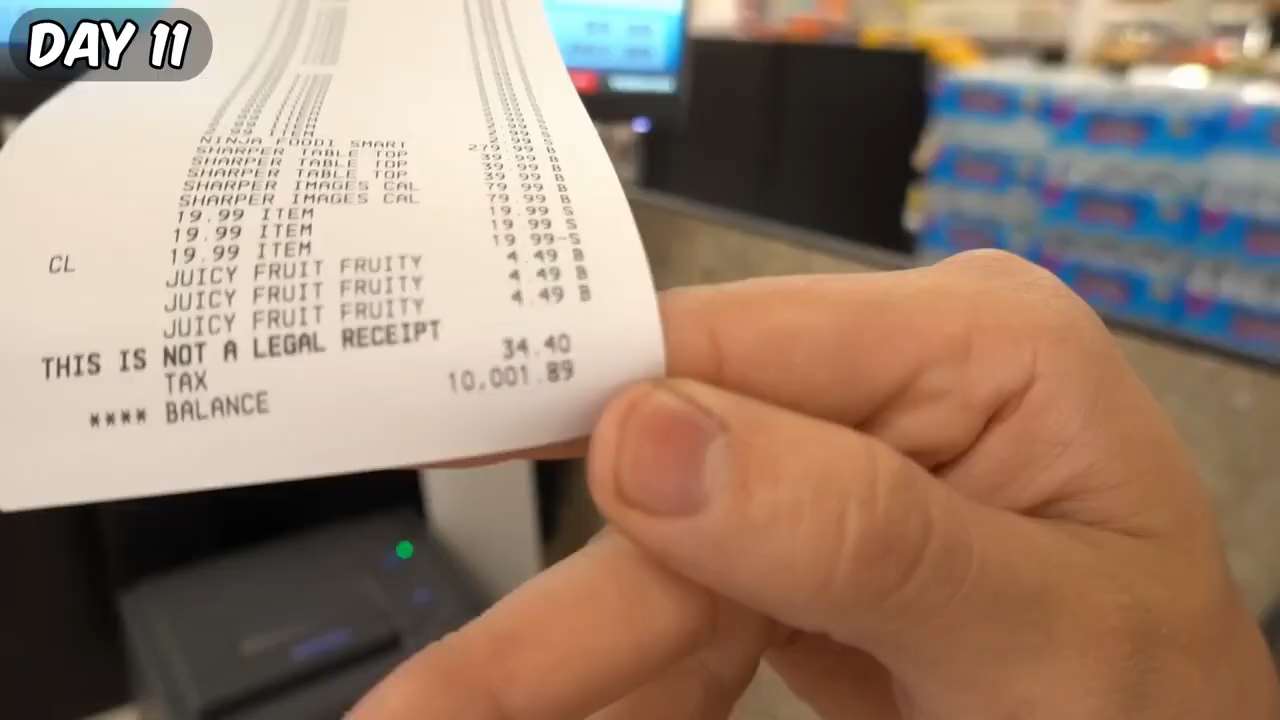 DAY 11
NINJA FOODI SMART 279.99 S
SHARPER TABLE TOP 39.99 B
SHARPER TABLE TOP 39.99 B
SHARPER TABLE TOP 39.99 B
SHARPER IMAGES CAL 79.99 B
SHARPER IMAGES CAL 79.99 B
19.99 ITEM 19.99 S
19.99 ITEM 19.99 S
CL 19.99 ITEM 19.99-S
JUICY FRUIT FRUITY 4.49 B
JUICY FRUIT FRUITY 4.49 B
JUICY FRUIT FRUITY 4.49 B
THIS IS NOT A LEGAL RECEIPT
TAX 34.40
**** BALANCE 10,001.89